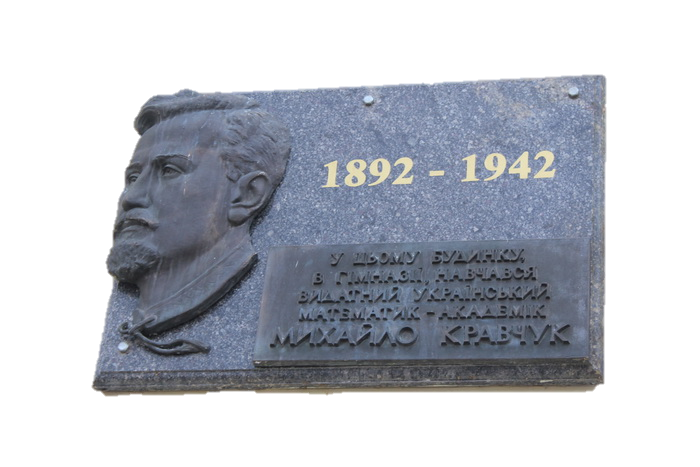 1892 - 1942
У ЦЬОМУ БУДИНКУ,
В ГІМНАЗІЇ, НАВЧАВСЯ
ВИДАТНИЙ УКРАЇНСЬКИЙ
МАТЕМАТИК - АКАДЕМІК
МИХАЙЛО КРАВЧУК